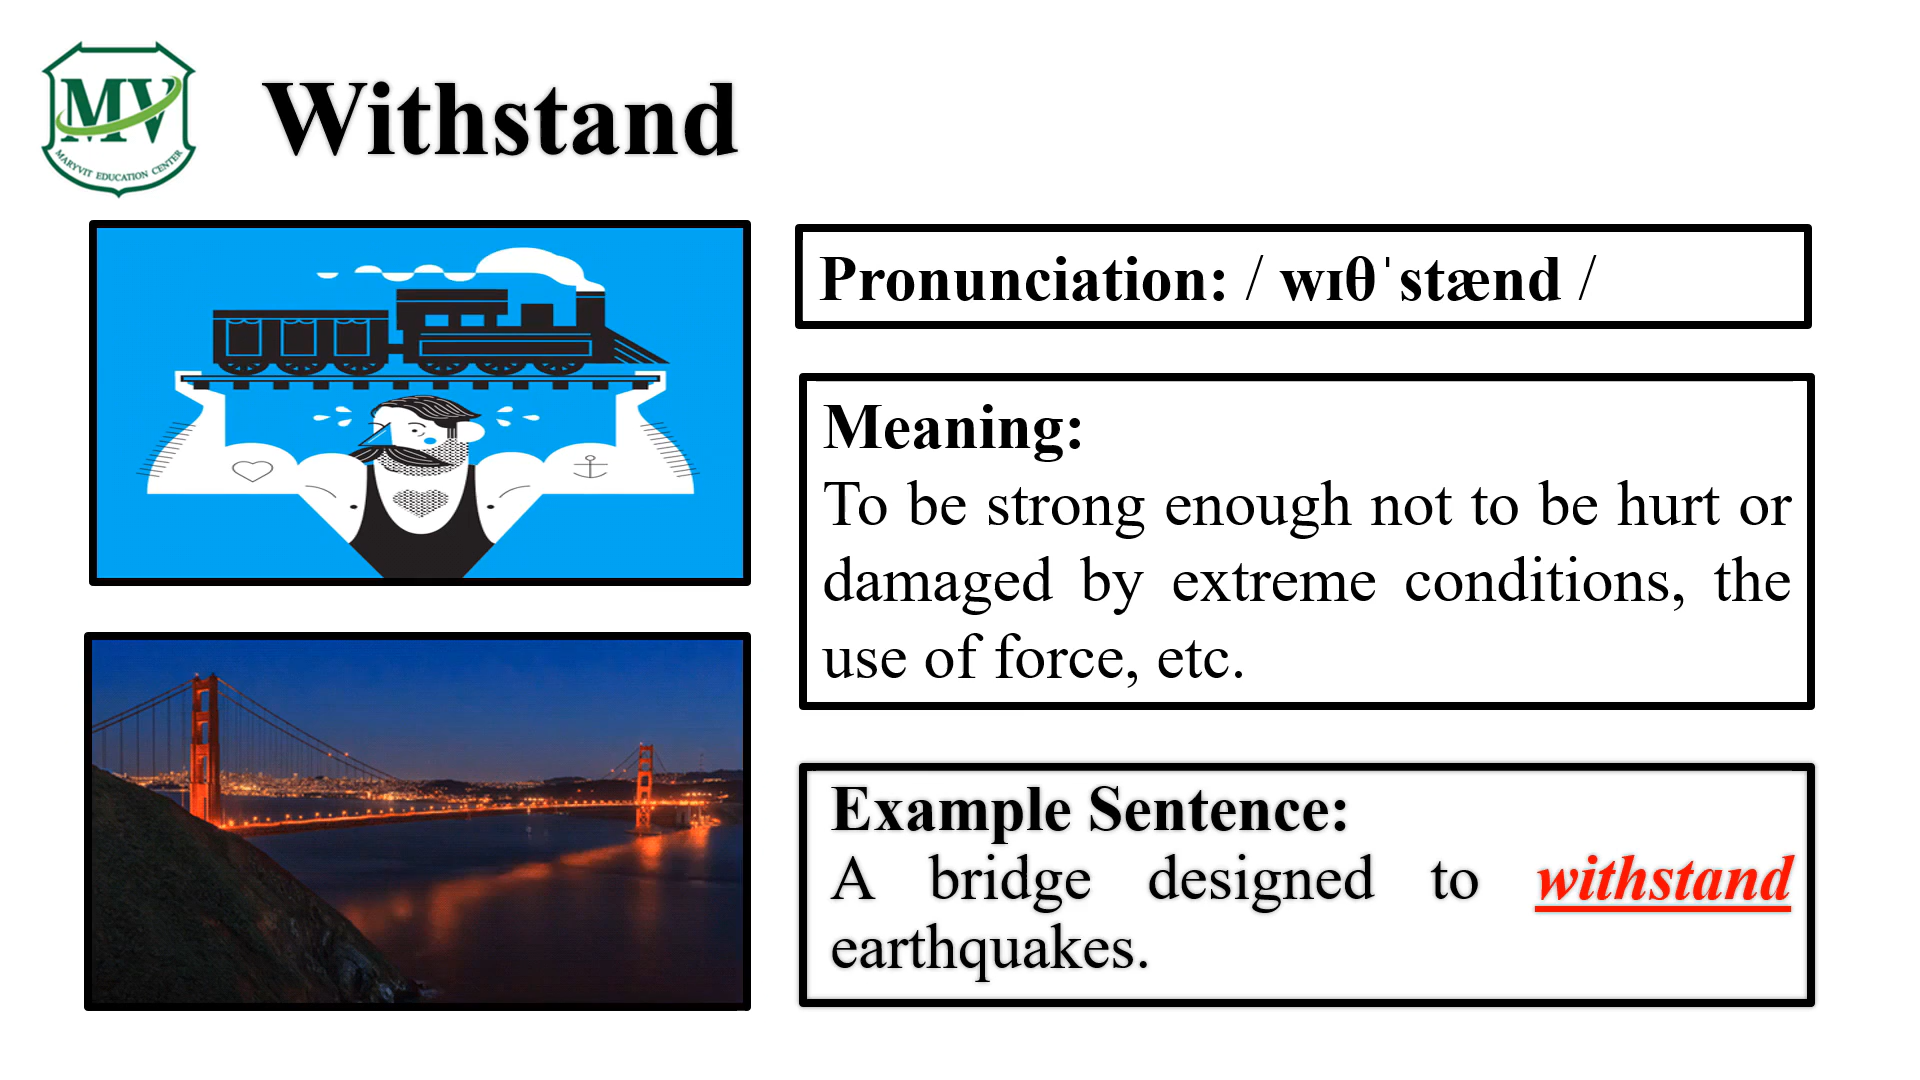 MV
MARYVIT EDUCATION CENTER
Withstand
Pronunciation: / wɪθˈstænd /
Meaning:
To be strong enough not to be hurt or
damaged by extreme conditions, the
use of force, etc.
Example Sentence:
A bridge designed to withstand
earthquakes.